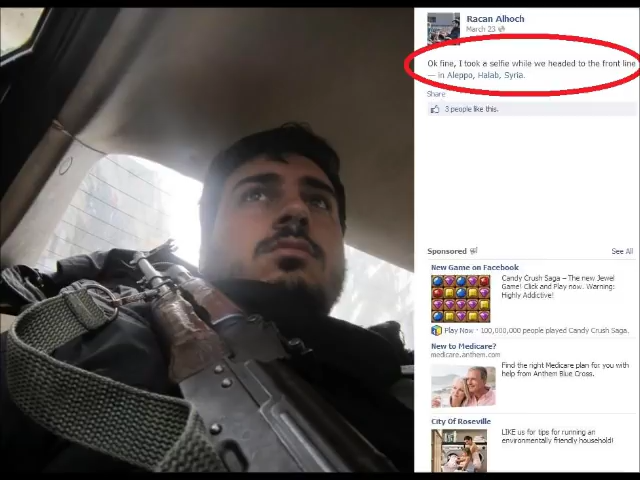 Racan Alhoch
March 23
Ok fine, I took a selfie while we headed to the front line
— in Aleppo, Halab, Syria.
Share
3 people like this.
Sponsored
See All
New Game on Facebook
Candy Crush Saga – The new Jewel
Game! Click and Play now. Warning:
Highly Addictive!
Play Now · 100,000,000 people played Candy Crush Saga.
New to Medicare?
medicare.anthem.com
Find the right Medicare plan for you with
help from Anthem Blue Cross.
City Of Roseville
LIKE us for tips for running an
environmentally friendly household!